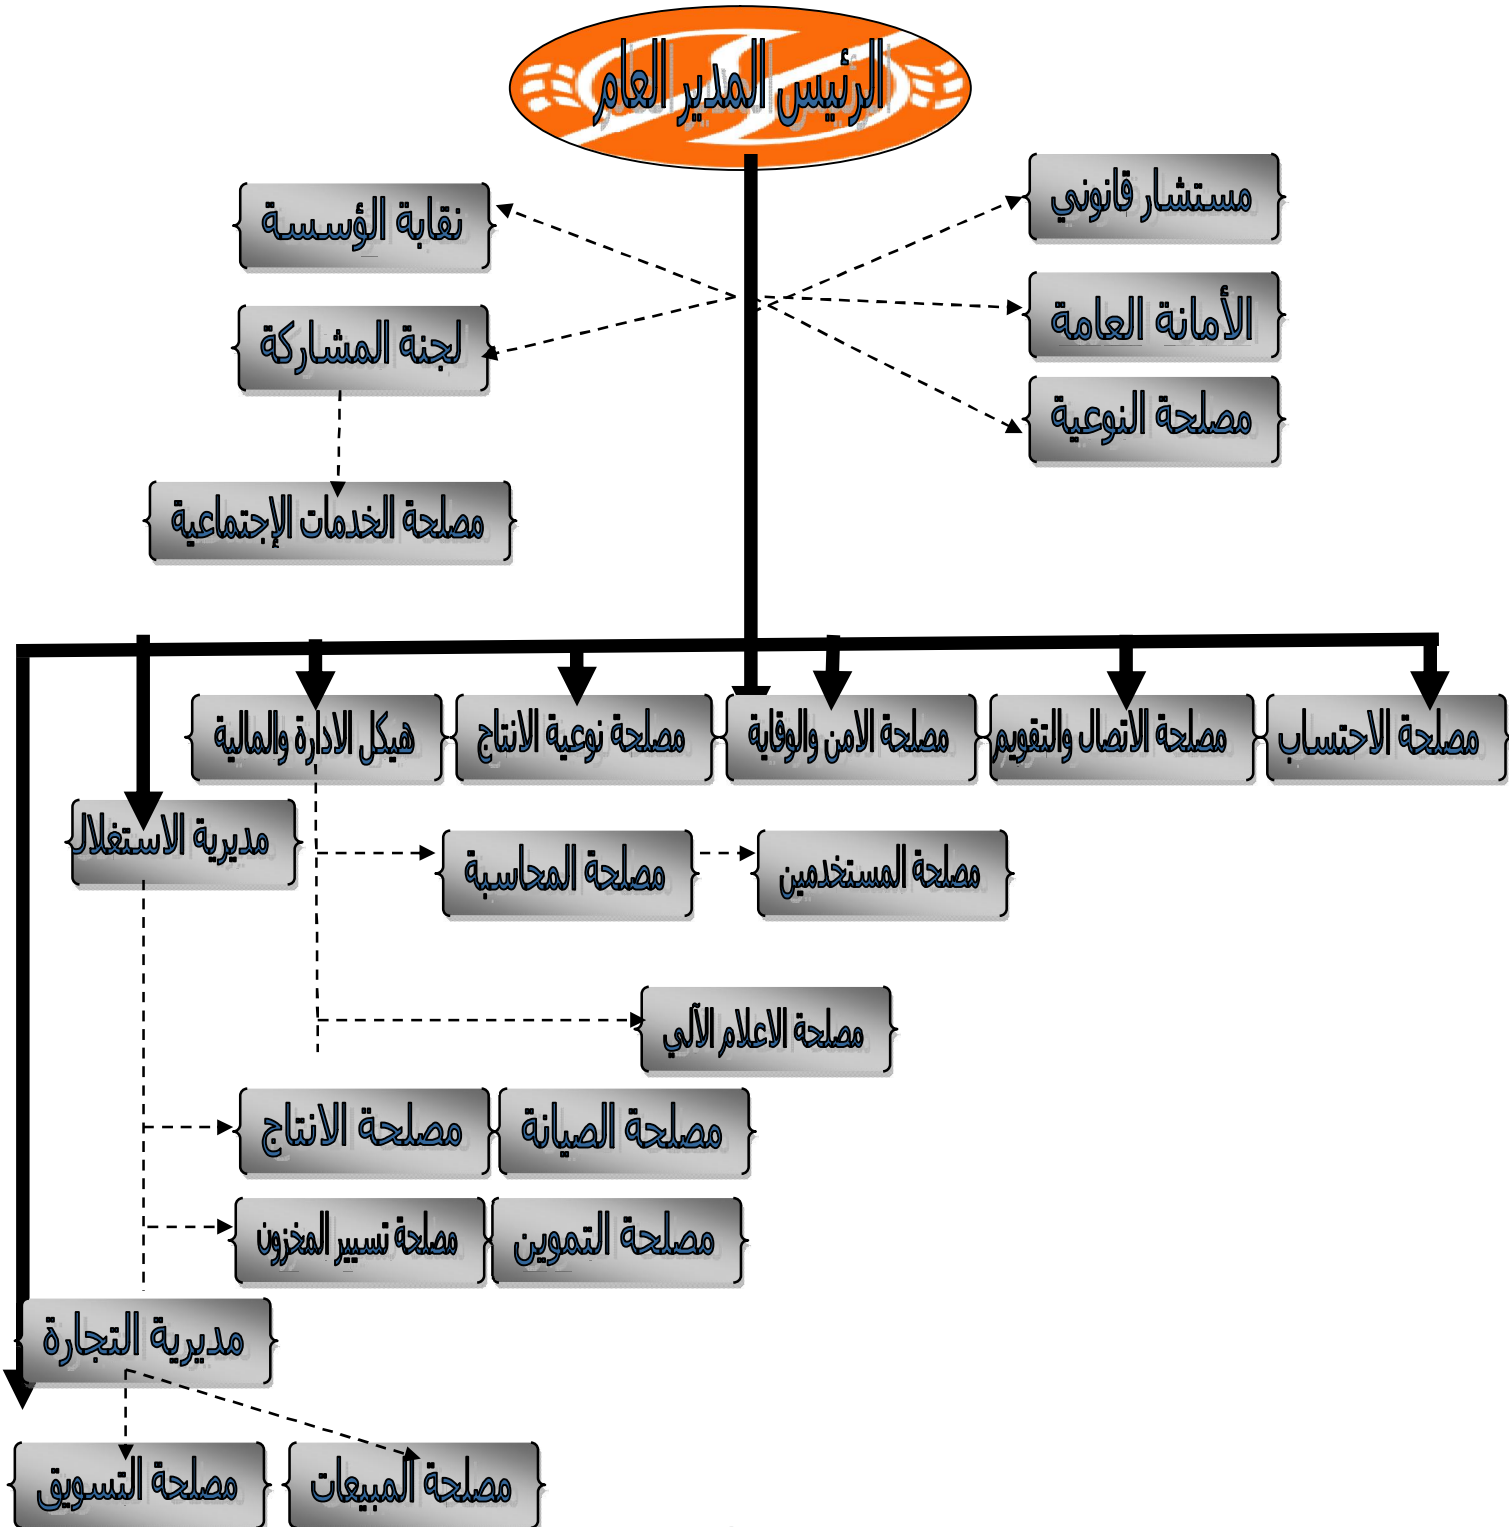 الرئيس المدير العام
مستشار قانوني
نقابة الؤسسة
الأمانة العامة
لجنة المشاركة
مصلحة النوعية
مصلحة الخدمات الإجتماعية
مصلحة الاحتساب
مصلحة الاتصال والتقويم
مصلحة الامن والوقاية
مصلحة نوعية الانتاج
هيكل الادارة والمالية
مديرية الاستغلال
مصلحة المستخدمين
مصلحة المحاسبة
مصلحة الاعلام الآلي
مصلحة الصيانة
مصلحة الانتاج
مصلحة التموين
مصلحة تسيير المخزون
مديرية التجارة
مصلحة المبيعات
مصلحة التسويق